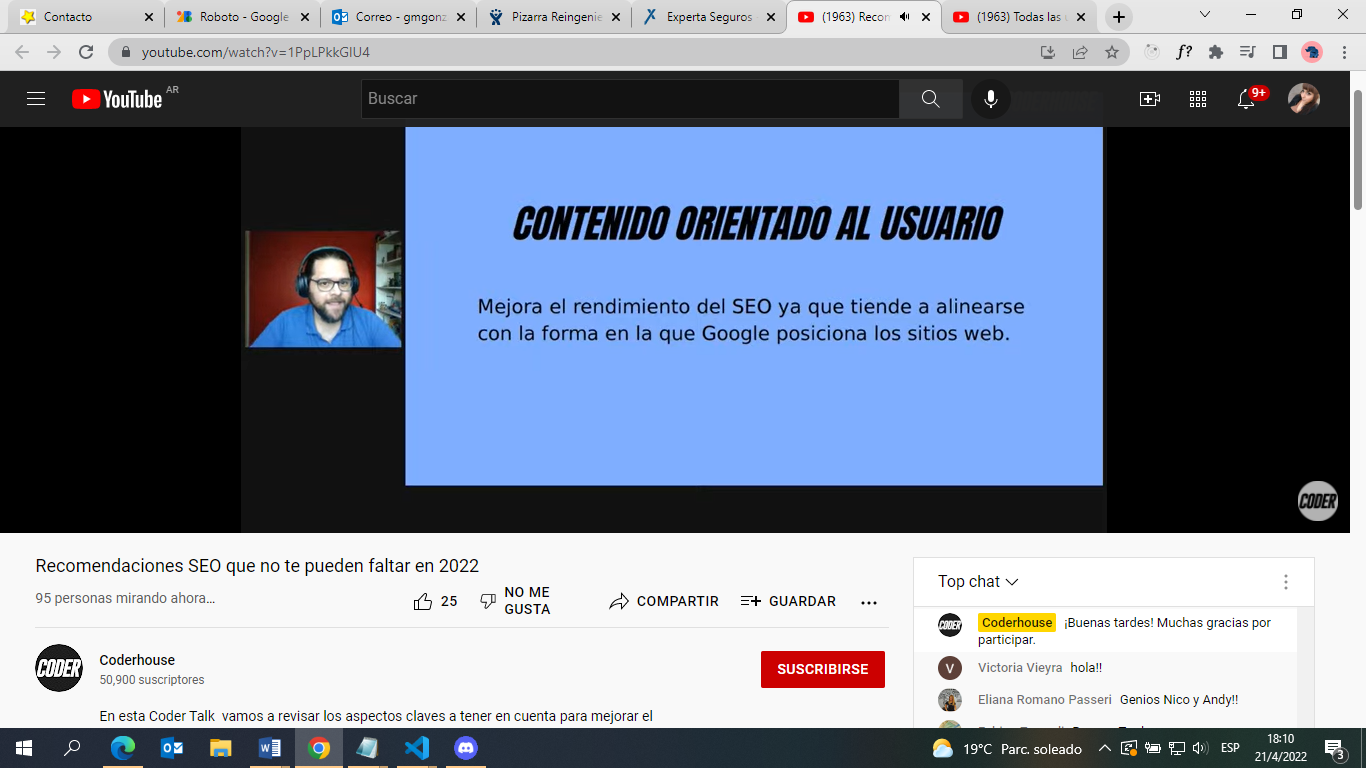 Contacto
Roboto - Google
Correo - gmgonz
Pizarra Reingenie
Experta Seguros
(1963) Recom
(1963) Todas las
youtube.com/watch?v=1PpLPkkGlU4
YouTube AR
Buscar
9+
CONTENIDO ORIENTADO AL USUARIO
Mejora el rendimiento del SEO ya que tiende a alinearse
con la forma en la que Google posiciona los sitios web.
CODER
Recomendaciones SEO que no te pueden faltar en 2022
95 personas mirando ahora...
25
NO ME
GUSTA
COMPARTIR
GUARDAR
CODER
Coderhouse
50,900 suscriptores
SUSCRIBIRSE
En esta Coder Talk vamos a revisar los aspectos claves a tener en cuenta para mejorar el
Top chat
CODER
Coderhouse ¡Buenas tardes! Muchas gracias por
participar.
V
Victoria Vieyra hola!!
Eliana Romano Passeri Genios Nico y Andy!!
19°C Parc. soleado
ESP
18:10
21/4/2022
3